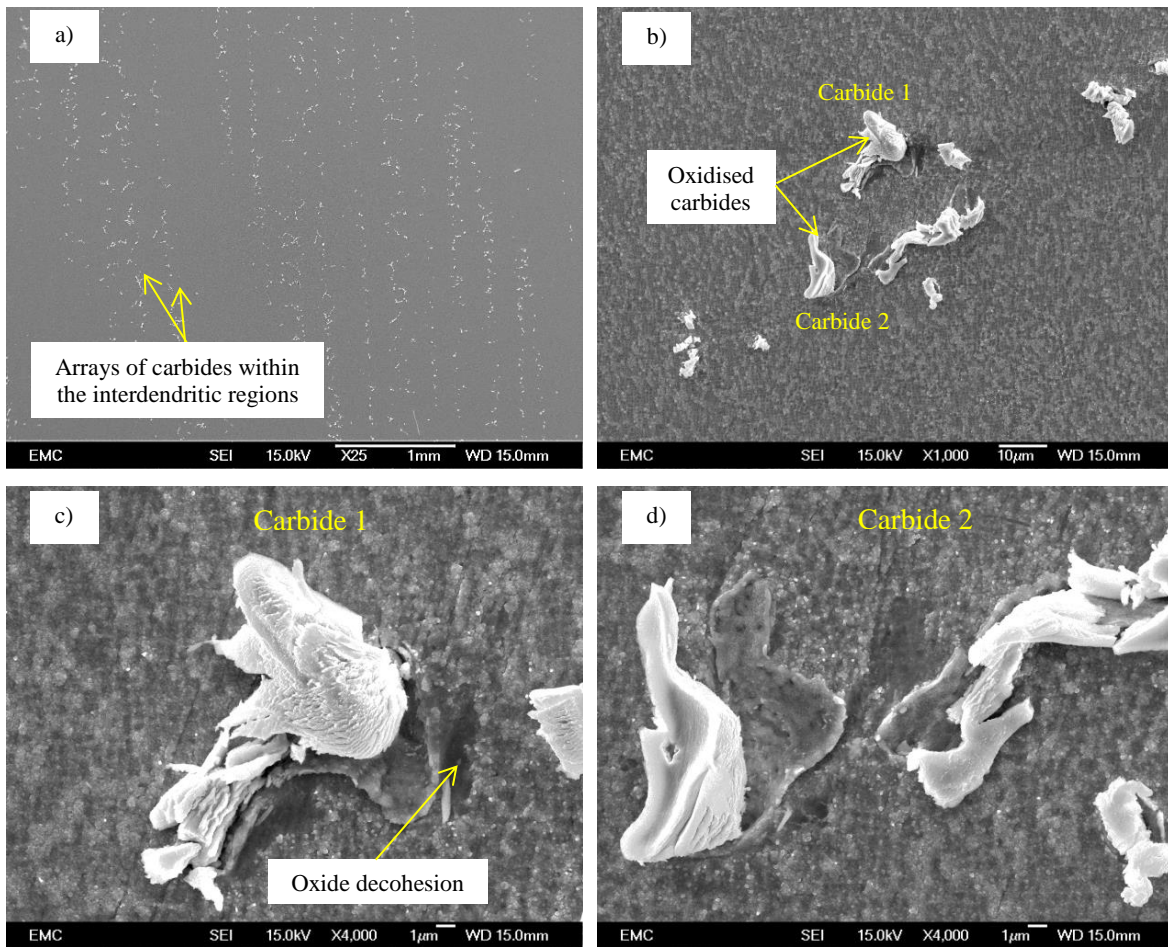 a)
Arrays of carbides within
the interdendritic regions
EMC SEI 15.0kV X25 1mm WD 15.0mm
b)
Carbide 1
Oxidised
carbides
Carbide 2
EMC SEI 15.0kV X1,000 10μm WD 15.0mm
c)
Carbide 1
Oxide decohesion
EMC SEI 15.0kV X4,000 1μm WD 15.0mm
d)
Carbide 2
EMC SEI 15.0kV X4,000 1μm WD 15.0mm